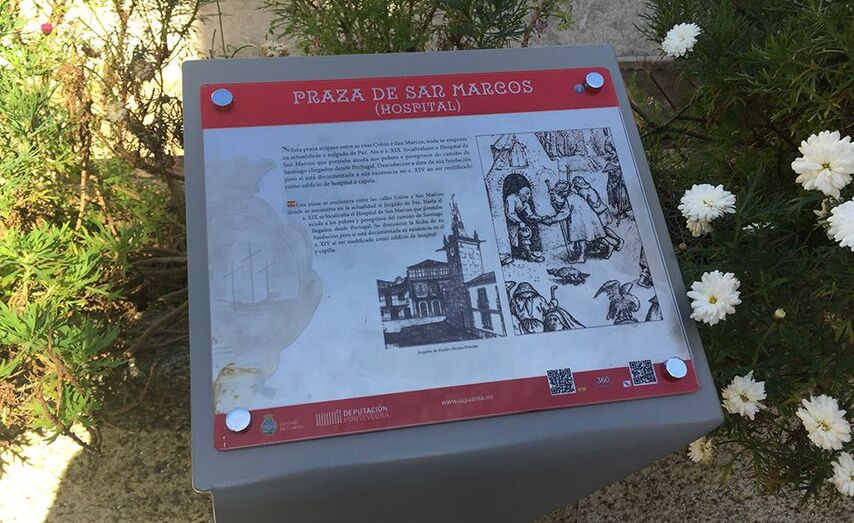 PRAZA DE SAN MARCOS
(HOSPITAL)
Esta praza atópase entre as rúas Colón e San Marcos, onde se emprazа
na actualidade o xulgado de Paz. Ata o s. XIX, localizábase o Hospital de
San Marcos que prestaba axuda aos pobres e peregrinos do camiño de
Santiago chegados dende Portugal. Descoñécese a data da súa fundación
pero si está documentada a súa existencia no s. XIV ao ser reedificado
como edificio de hospital e capela.
Esta plaza se encuentra entre las calles Colón y San Marcos,
donde se encuentra en la actualidad el Juzgado de Paz. Hasta el
s. XIX se localizaba el Hospital de San Marcos que prestaba
ayuda a los pobres y peregrinos del camino de Santiago
llegados desde Portugal. Se desconoce la fecha de su
fundación pero si está documentada su existencia en el
s. XIV al ser reedificado como edificio de hospital
y capilla.
DEPUTACIÓN
PONTEVEDRA
www.aguarda.es
360